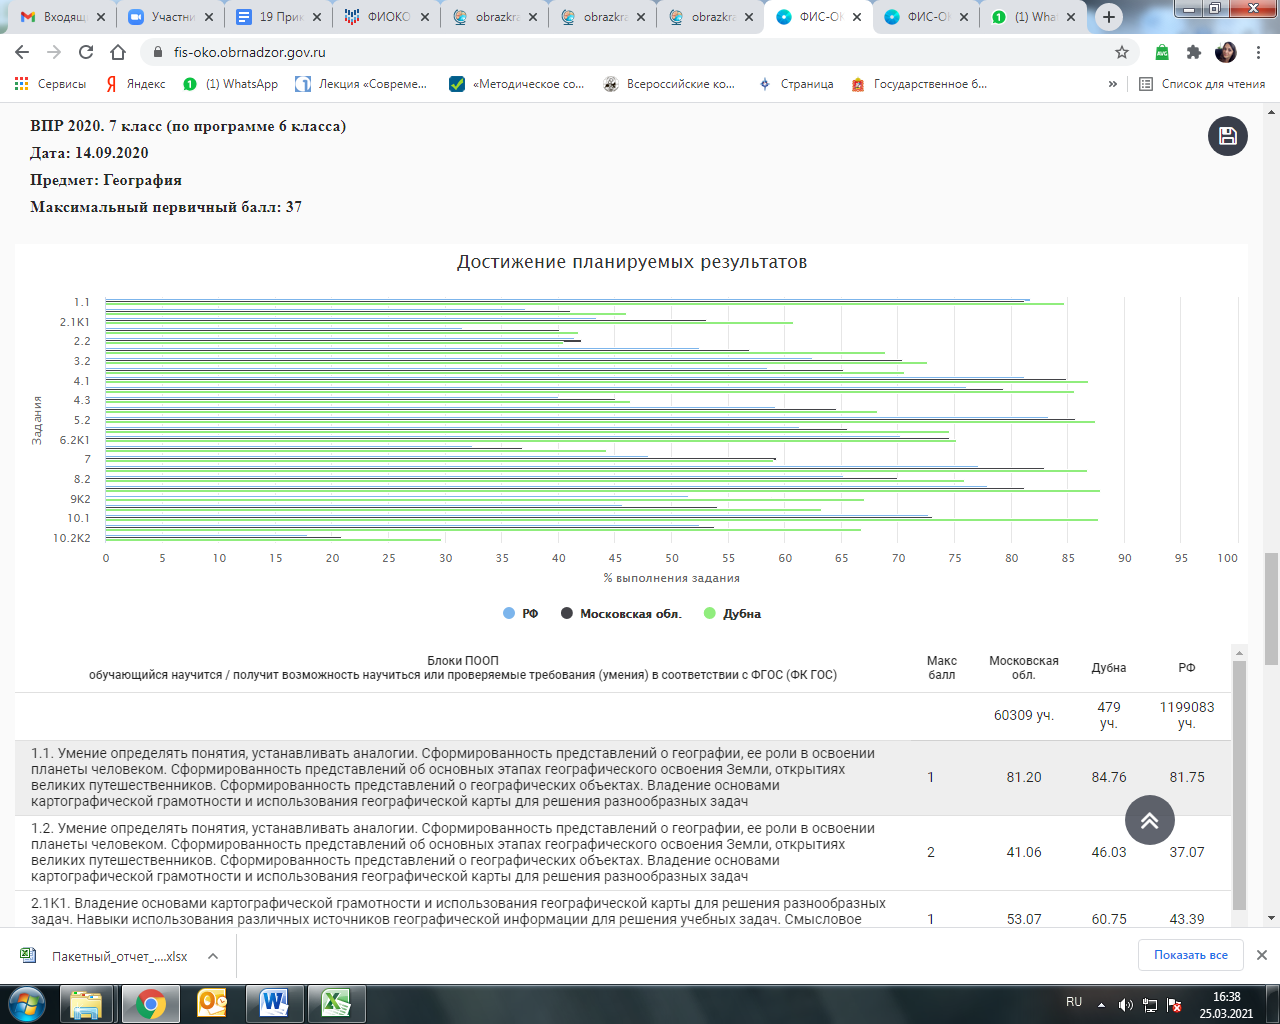 Входящ
Участни
19 При
ФИОКО
obrazkra
obrazkra
obrazkra
ФИС-О
ФИС-О
(1) Wha
fis-oko.obrnadzor.gov.ru
Сервисы
Яндекс
(1) WhatsApp
Лекция «Совреме...
«Методическое со...
Всероссийские ко...
Страница
Государственное б...
»
Список для чтения
ВПР 2020. 7 класс (по программе 6 класса)
Дата: 14.09.2020
Предмет: География
Максимальный первичный балл: 37
Достижение планируемых результатов
Задания
1.1
2.1K1
2.2
3.2
4.1
4.3
5.2
6.2K1
7
8.2
9K2
10.1
10.2K2
0 5 10 15 20 25 30 35 40 45 50 55 60 65 70 75 80 85 90 95 100
% выполнения задания
РФ Московская обл. Дубна
Блоки ПООП
обучающийся научится / получит возможность научиться или проверяемые требования (умения) в соответствии с ФГОС (ФК ГОС)
Макс балл
Московская обл.
Дубна
РФ
60309 уч.
479 уч.
1199083 уч.
1.1. Умение определять понятия, устанавливать аналогии. Сформированность представлений о географии, ее роли в освоении
планеты человеком. Сформированность представлений об основных этапах географического освоения Земли, открытиях
великих путешественников. Сформированность представлений о географических объектах. Владение основами
картографической грамотности и использования географической карты для решения разнообразных задач
1 81.20 84.76 81.75
1.2. Умение определять понятия, устанавливать аналогии. Сформированность представлений о географии, ее роли в освоении
планеты человеком. Сформированность представлений об основных этапах географического освоения Земли, открытиях
великих путешественников. Сформированность представлений о географических объектах. Владение основами
картографической грамотности и использования географической карты для решения разнообразных задач
2 41.06 46.03 37.07
2.1K1. Владение основами картографической грамотности и использования географической карты для решения разнообразных
задач. Навыки использования различных источников географической информации для решения учебных задач. Смысловое
1 53.07 60.75 43.39
Пакетный_отчет_....xlsx
Показать все
RU
16:38
25.03.2021